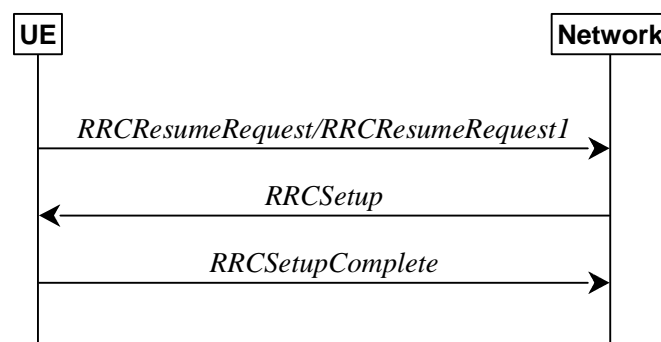 UE
Network
RRCResumeRequest/RRCResumeRequest1
RRCSetup
RRCSetupComplete